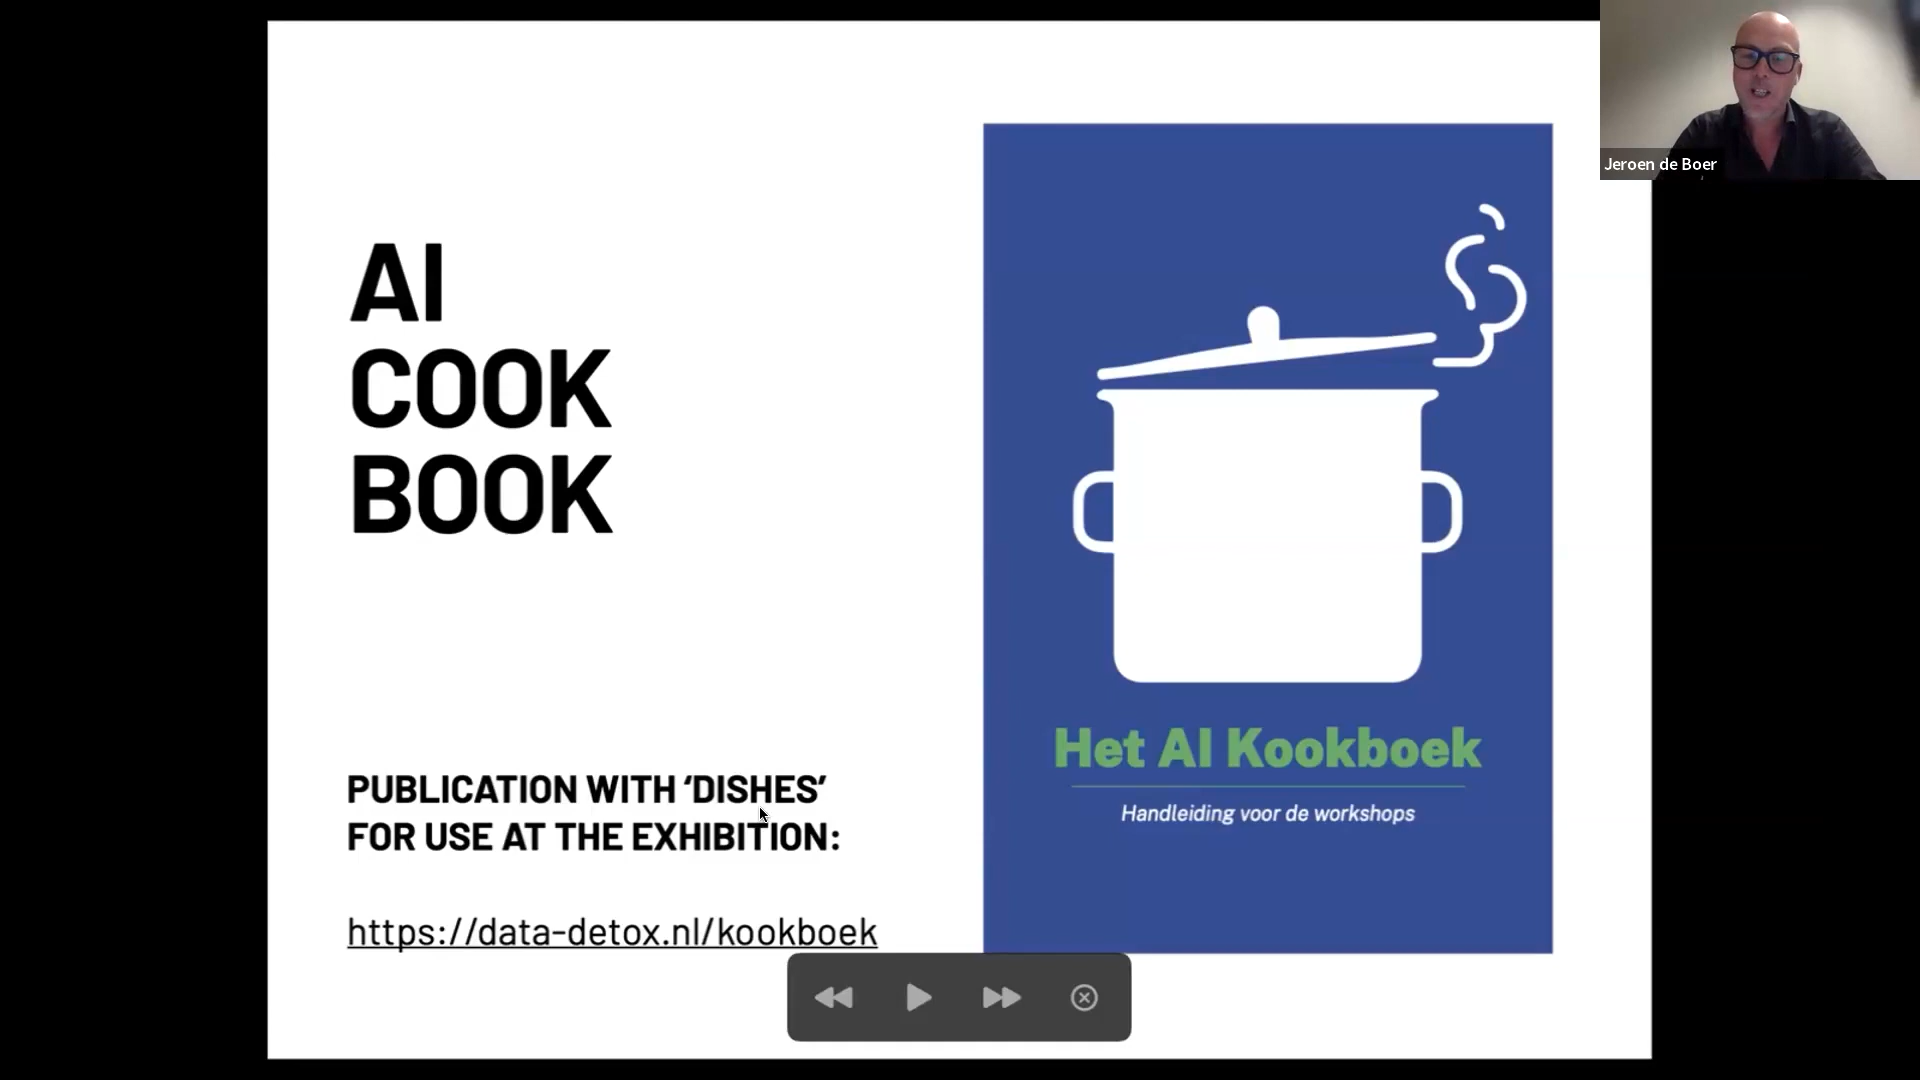 AI
COOK
BOOK
PUBLICATION WITH ‘DISHES’
FOR USE AT THE EXHIBITION:
https://data-detox.nl/kookboek
Het AI Kookboek
Handleiding voor de workshops
Jeroen de Boer